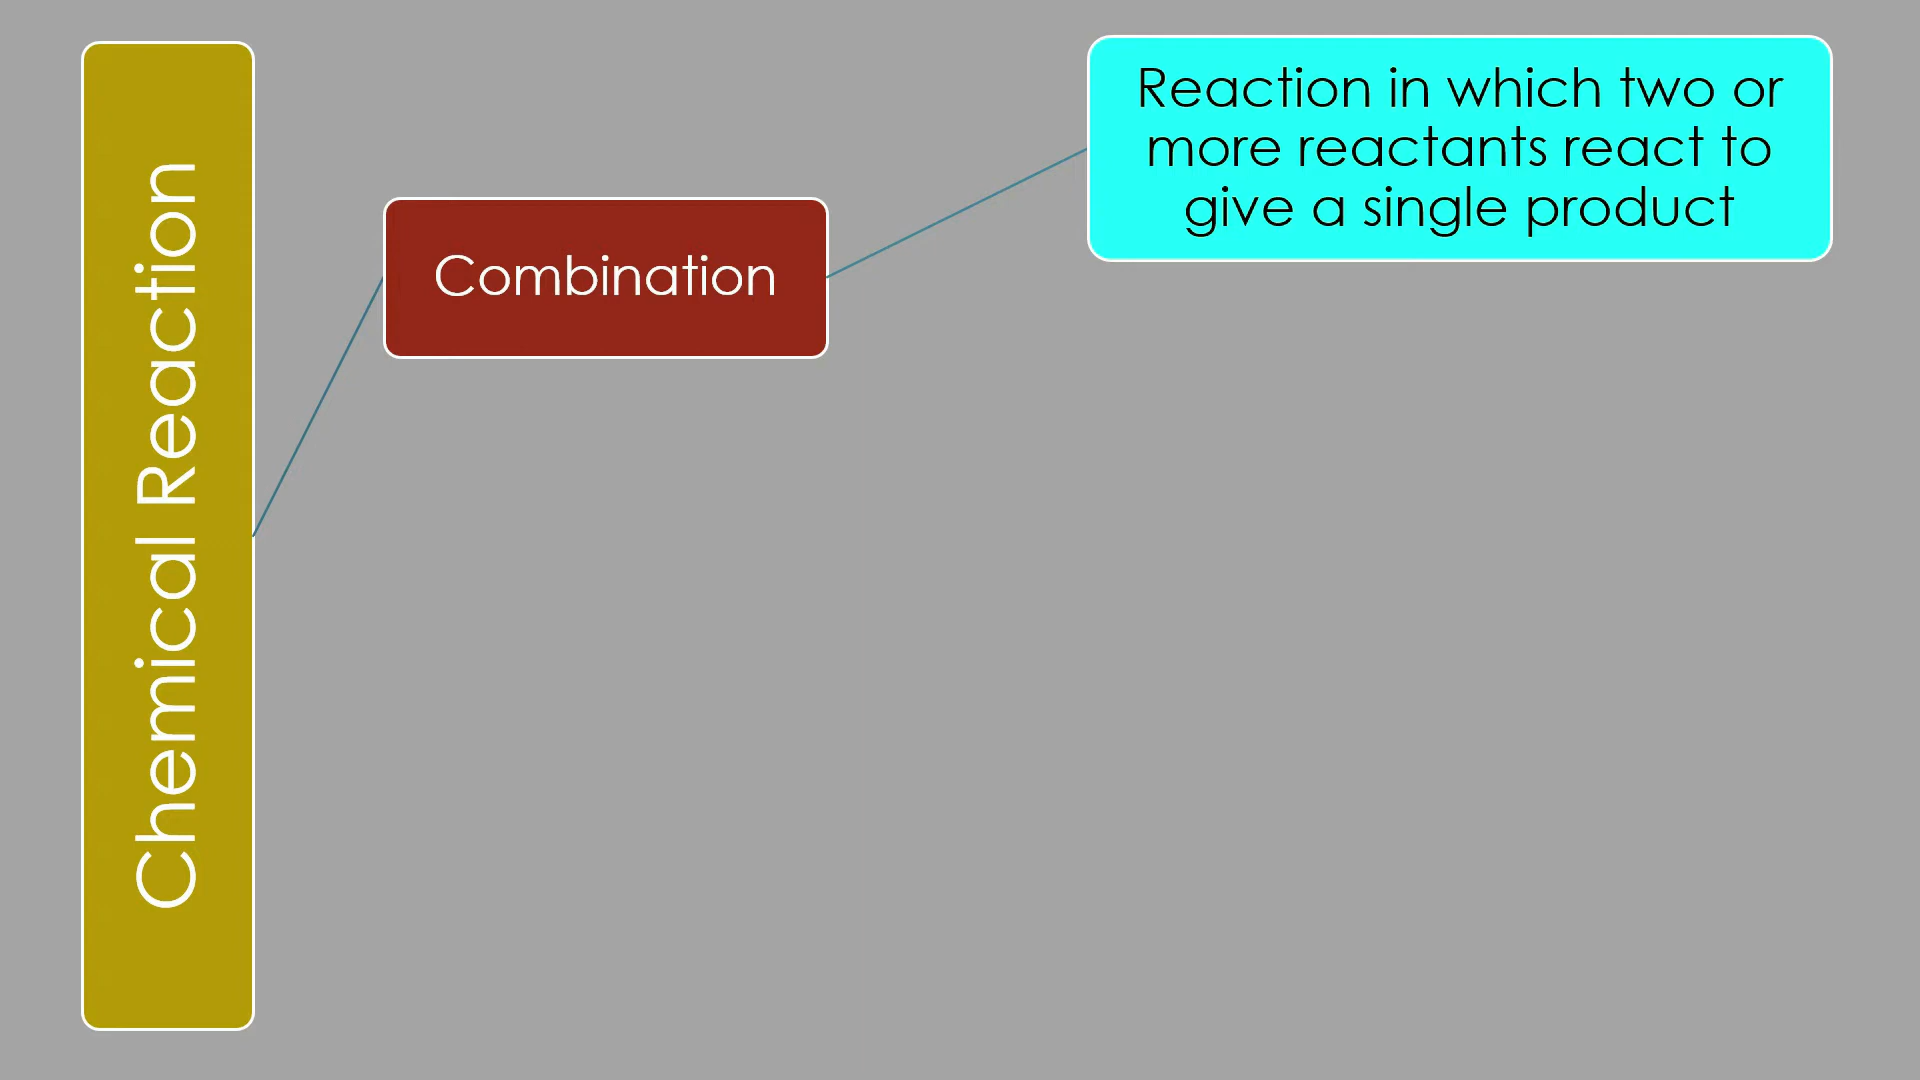 Chemical Reaction
Combination
Reaction in which two or
more reactants react to
give a single product